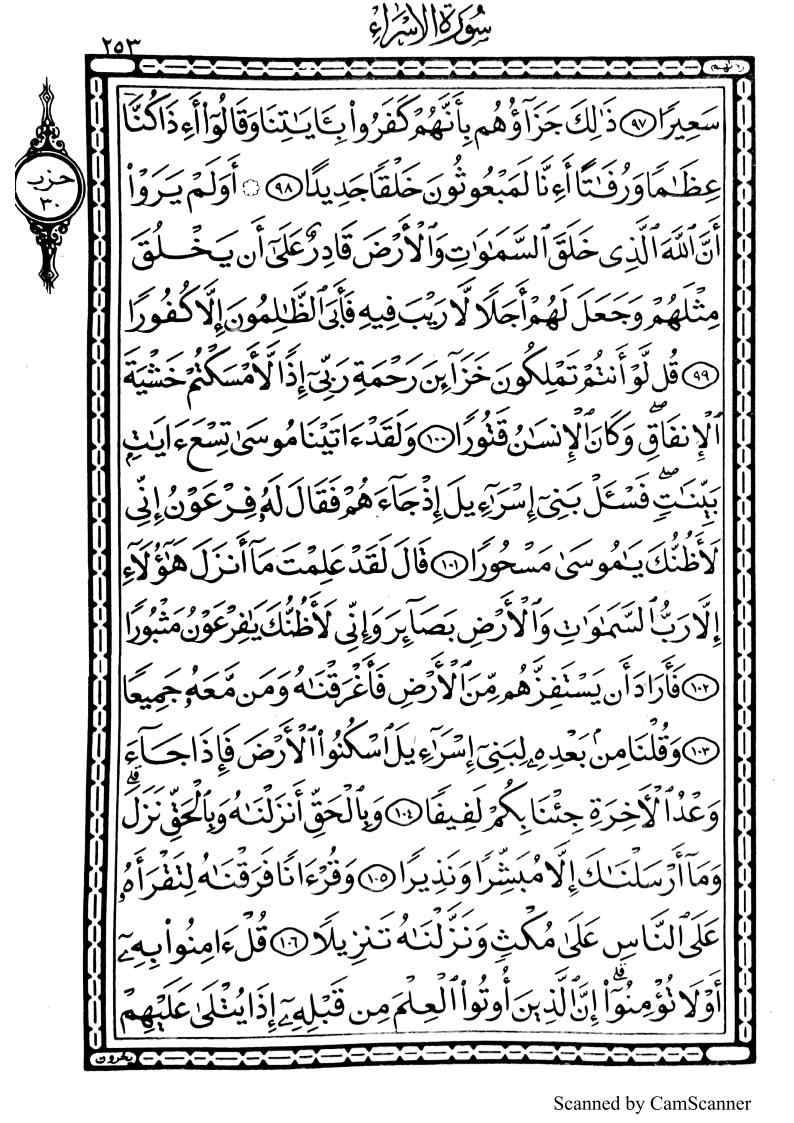 سُورَةُ الإِسْرَاءِ
٢٥٣
زدنهم
سَعِيرًا ٩٧ ذَٰلِكَ جَزَآؤُهُم بِأَنَّهُمْ كَفَرُوا۟ بِـَٔايَـٰتِنَا وَقَالُوٓا۟ أَءِذَا كُنَّا
عِظَـٰمًا وَرُفَـٰتًا أَءِنَّا لَمَبْعُوثُونَ خَلْقًا جَدِيدًا ٩٨ ۞ أَوَلَمْ يَرَوْا۟
حزب
٣٠
أَنَّ ٱللَّهَ ٱلَّذِى خَلَقَ ٱلسَّمَـٰوَٰتِ وَٱلْأَرْضَ قَادِرٌ عَلَىٰٓ أَن يَخْلُقَ
مِثْلَهُمْ وَجَعَلَ لَهُمْ أَجَلًا لَّا رَيْبَ فِيهِ فَأَبَى ٱلظَّـٰلِمُونَ إِلَّا كُفُورًا
٩٩ قُل لَّوْ أَنتُمْ تَمْلِكُونَ خَزَآئِنَ رَحْمَةِ رَبِّىٓ إِذًا لَّأَمْسَكْتُمْ خَشْيَةَ
ٱلْإِنفَاقِ ۖ وَكَانَ ٱلْإِنسَـٰنُ قَتُورًا ١٠٠ وَلَقَدْ ءَاتَيْنَا مُوسَىٰ تِسْعَ ءَايَـٰتٍۭ
بَيِّنَـٰتٍ ۖ فَسْـَٔلْ بَنِىٓ إِسْرَٰٓءِيلَ إِذْ جَآءَهُمْ فَقَالَ لَهُۥ فِرْعَوْنُ إِنِّى
لَأَظُنُّكَ يَـٰمُوسَىٰ مَسْحُورًا ١٠١ قَالَ لَقَدْ عَلِمْتَ مَآ أَنزَلَ هَـٰٓؤُلَآءِ
إِلَّا رَبُّ ٱلسَّمَـٰوَٰتِ وَٱلْأَرْضِ بَصَآئِرَ وَإِنِّى لَأَظُنُّكَ يَـٰفِرْعَوْنُ مَثْبُورًا
١٠٢ فَأَرَادَ أَن يَسْتَفِزَّهُم مِّنَ ٱلْأَرْضِ فَأَغْرَقْنَـٰهُ وَمَن مَّعَهُۥ جَمِيعًا
١٠٣ وَقُلْنَا مِنۢ بَعْدِهِۦ لِبَنِىٓ إِسْرَٰٓءِيلَ ٱسْكُنُوا۟ ٱلْأَرْضَ فَإِذَا جَآءَ
وَعْدُ ٱلْـَٔاخِرَةِ جِئْنَا بِكُمْ لَفِيفًا ١٠٤ وَبِٱلْحَقِّ أَنزَلْنَـٰهُ وَبِٱلْحَقِّ نَزَلَ ۗ
وَمَآ أَرْسَلْنَـٰكَ إِلَّا مُبَشِّرًا وَنَذِيرًا ١٠٥ وَقُرْءَانًا فَرَقْنَـٰهُ لِتَقْرَأَهُۥ
عَلَى ٱلنَّاسِ عَلَىٰ مُكْثٍ وَنَزَّلْنَـٰهُ تَنزِيلًا ١٠٦ قُلْ ءَامِنُوا۟ بِهِۦٓ
أَوْ لَا تُؤْمِنُوٓا۟ ۚ إِنَّ ٱلَّذِينَ أُوتُوا۟ ٱلْعِلْمَ مِن قَبْلِهِۦٓ إِذَا يُتْلَىٰ عَلَيْهِمْ
يخرون
Scanned by CamScanner